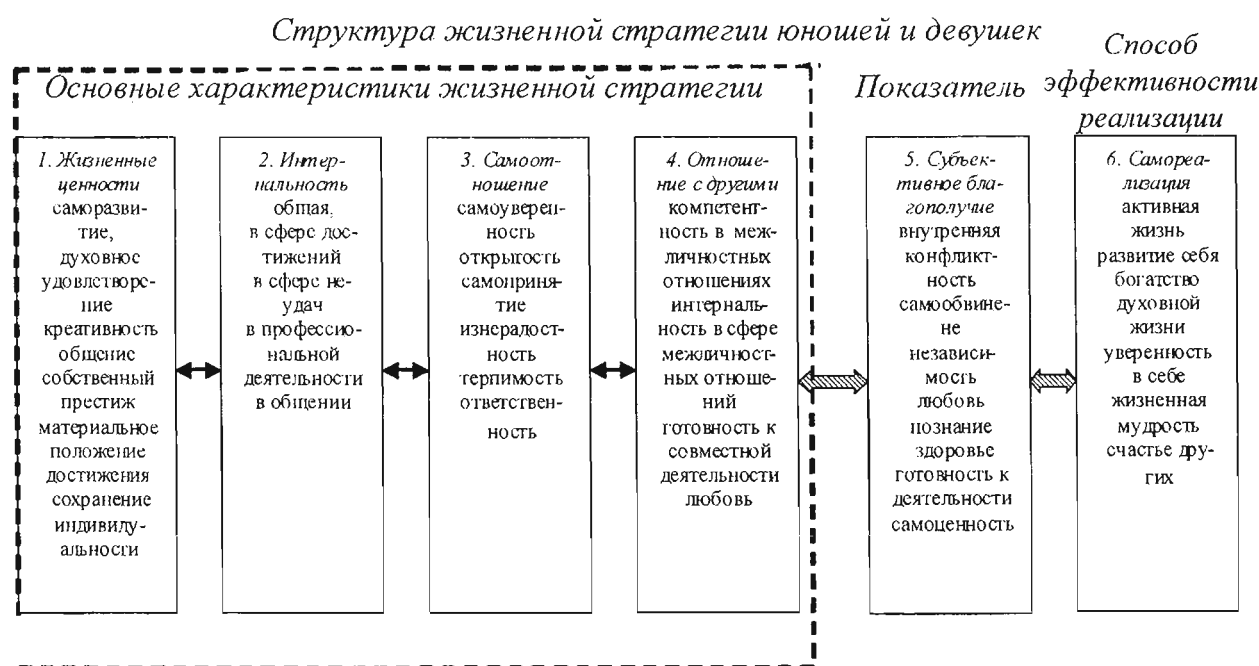 Структура жизненной стратегии юношей и девушек
Способ
эффективности
реализации
Основные характеристики жизненной стратегии
Показатель
1. Жизненные
ценности
саморазви-
тие,
духовное
удовлетворе-
ние
креативность
общение
собственный
престиж
материальное
положение
достижения
сохранение
индивиду-
альности
2. Интер-
нальность
общая,
в сфере дос-
тижений
в сфере не-
удач
в профессио-
нальной
деятельности
в общении
3. Самоот-
ношение
самоуверен-
ность
открытость
самоприня-
тие
изнерадост-
ность
терпимость
ответствен-
ность
4. Отноше-
ние с другими
компетент-
ность в меж-
личностных
отношениях
интерналь-
ность в сфере
межличност-
ных отноше-
ний
готовность к
совместной
деятельности
любовь
5. Субъек-
тивное бла-
гополучие
внутренняя
конфликт-
ность
самообвине-
не
независи-
мость
любовь
познание
здоровье
готовность к
деятельности
самоценность
6. Самореа-
лизация
активная
жизнь
развитие себя
богатство
духовной
жизни
уверенность
в себе
жизненная
мудрость
счастье дру-
гих